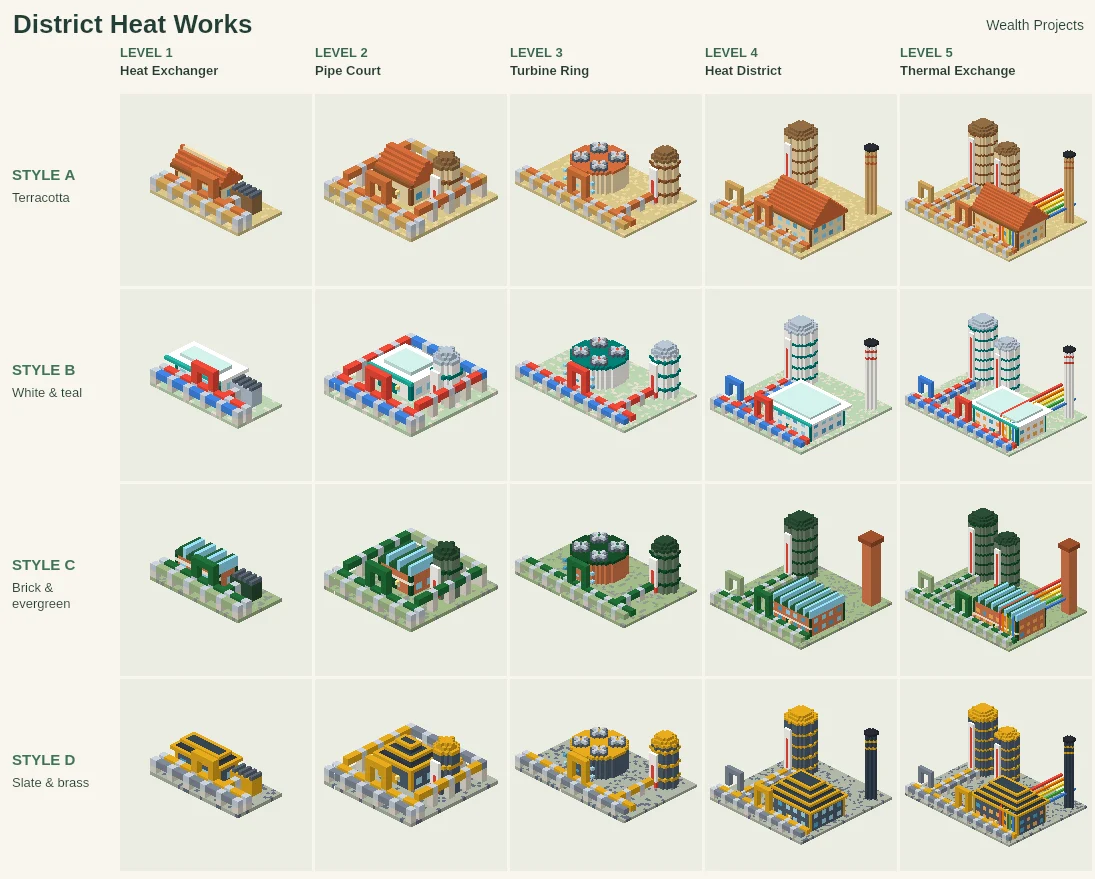 District Heat Works
Wealth Projects
LEVEL 1
Heat Exchanger
LEVEL 2
Pipe Court
LEVEL 3
Turbine Ring
LEVEL 4
Heat District
LEVEL 5
Thermal Exchange
STYLE A
Terracotta
STYLE B
White & teal
STYLE C
Brick &
evergreen
STYLE D
Slate & brass